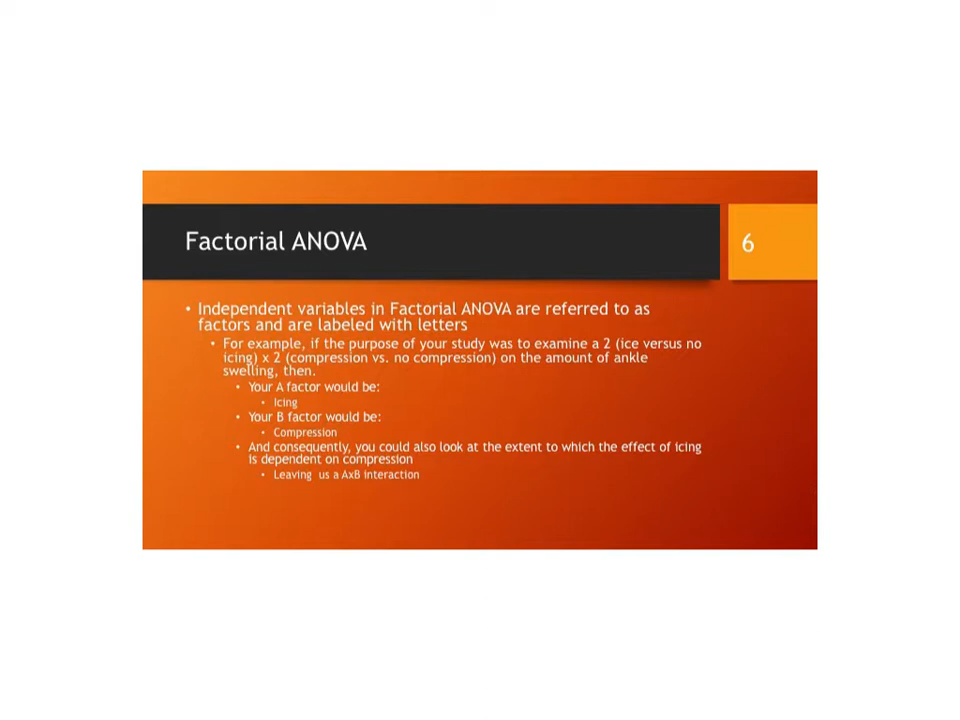 Factorial ANOVA
6
• Independent variables in Factorial ANOVA are referred to as
factors and are labeled with letters
• For example, if the purpose of your study was to examine a 2 (ice versus no
icing) x 2 (compression vs. no compression) on the amount of ankle
swelling, then.
• Your A factor would be:
• Icing
• Your B factor would be:
• Compression
• And consequently, you could also look at the extent to which the effect of icing
is dependent on compression
• Leaving us a AxB interaction